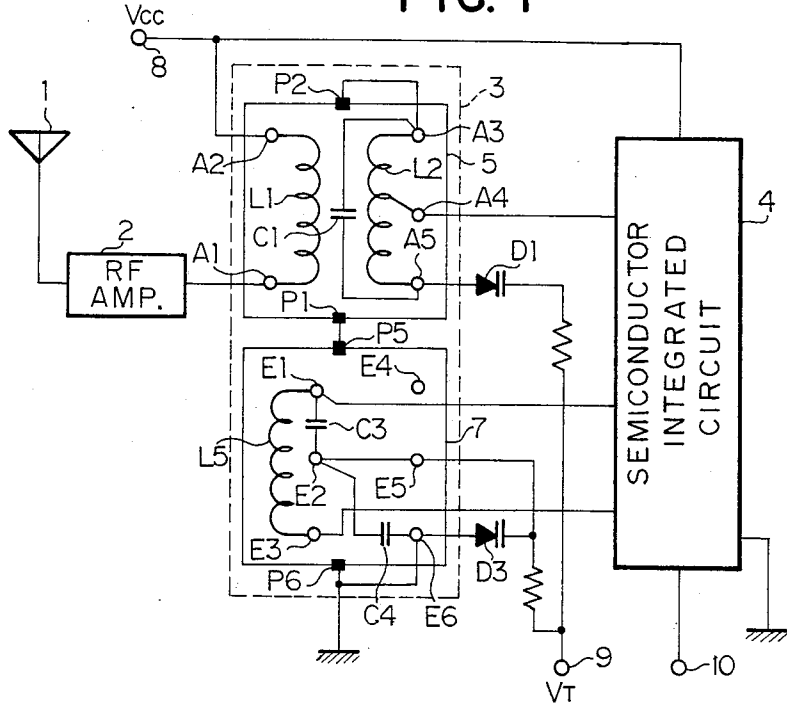 FIG. 1
Vcc
8
1
P2
3
A2
A3
5
L1
L2
C1
A4
4
2
RF
AMP.
A1
A5
D1
P1
P5
E1
E4
C3
7
L5
E2
E5
E3
D3
P6
C4
E6
SEMICONDUCTOR
INTEGRATED
CIRCUIT
9
10
VT